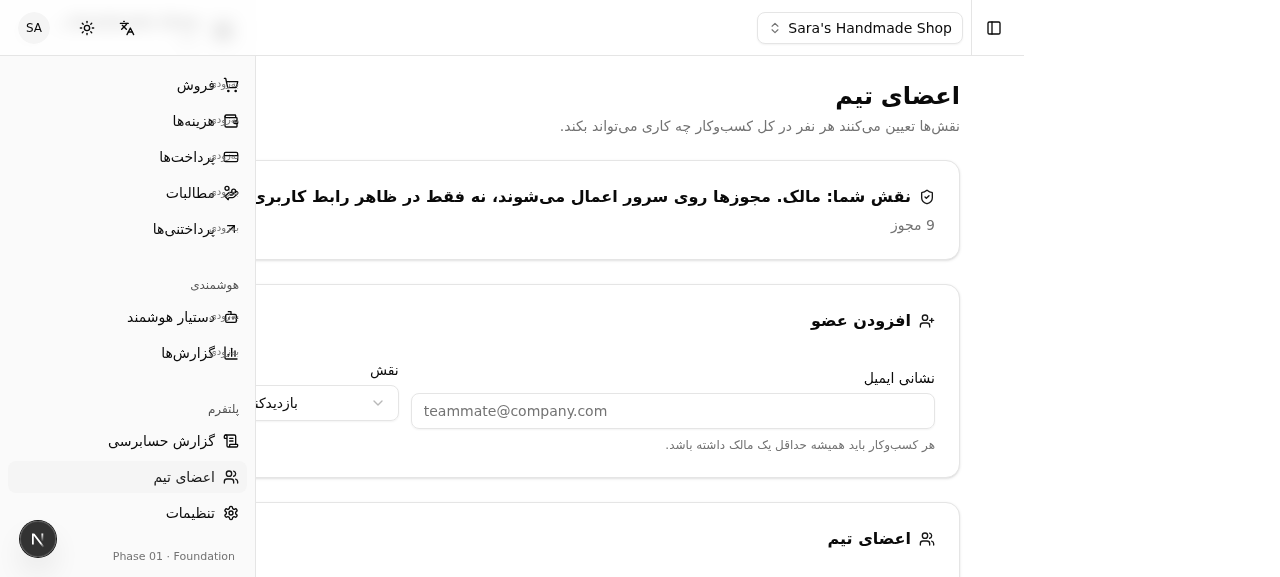 Sara's Handmade Shop
SA
اعضای تیم
نقش‌ها تعیین می‌کنند هر نفر در کل کسب‌وکار چه کاری می‌تواند بکند.
نقش شما: مالک. مجوزها روی سرور اعمال می‌شوند، نه فقط در ظاهر رابط کاربری
9 مجوز
افزودن عضو
نشانی ایمیل
teammate@company.com
هر کسب‌وکار باید همیشه حداقل یک مالک داشته باشد.
نقش
اعضای تیم
فروش
هزینه‌ها
پرداخت‌ها
مطالبات
پرداختنی‌ها
هوشمندی
دستیار هوشمند
گزارش‌ها
پلتفرم
گزارش حسابرسی
اعضای تیم
تنظیمات
Phase 01 · Foundation